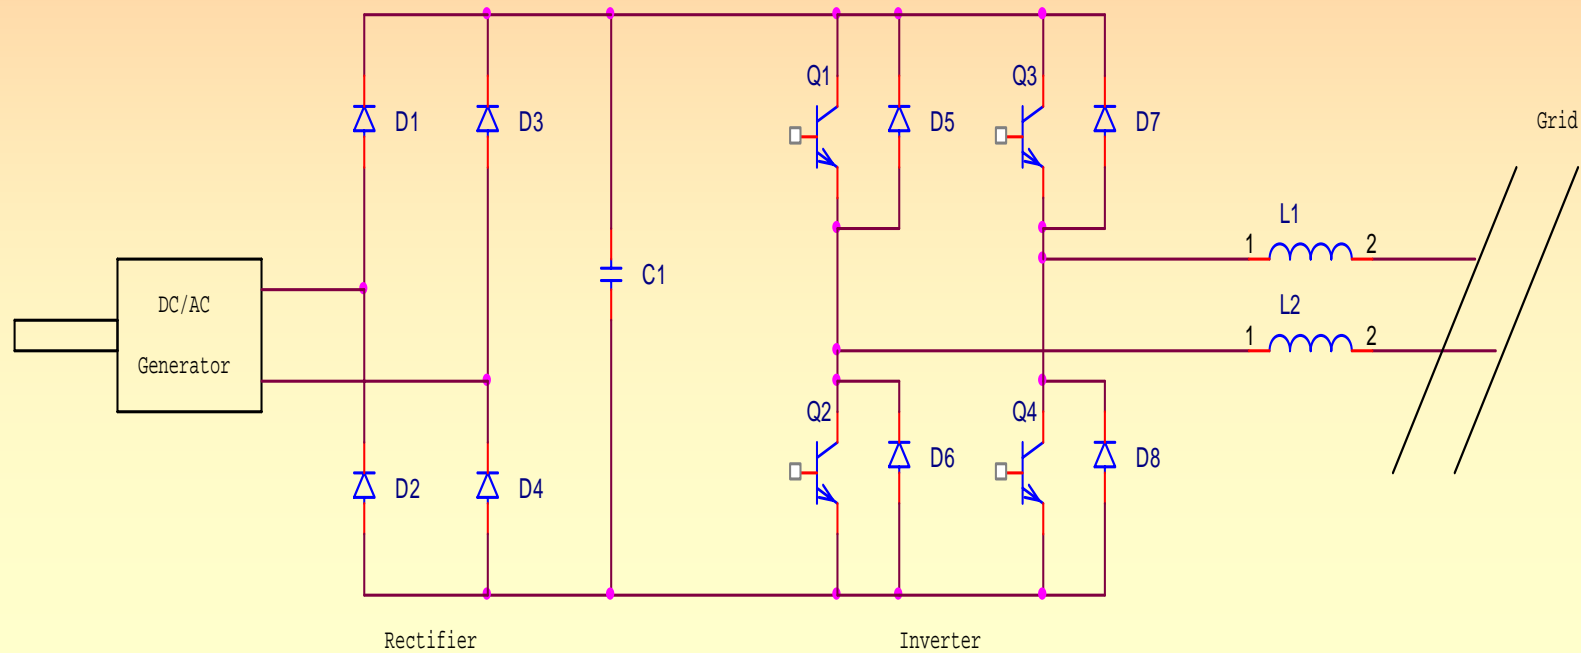 Q1
Q3
D1
D3
D5
D7
Grid
L1
1
2
DC/AC
Generator
C1
L2
1
2
Q2
Q4
D2
D4
D6
D8
Rectifier
Inverter